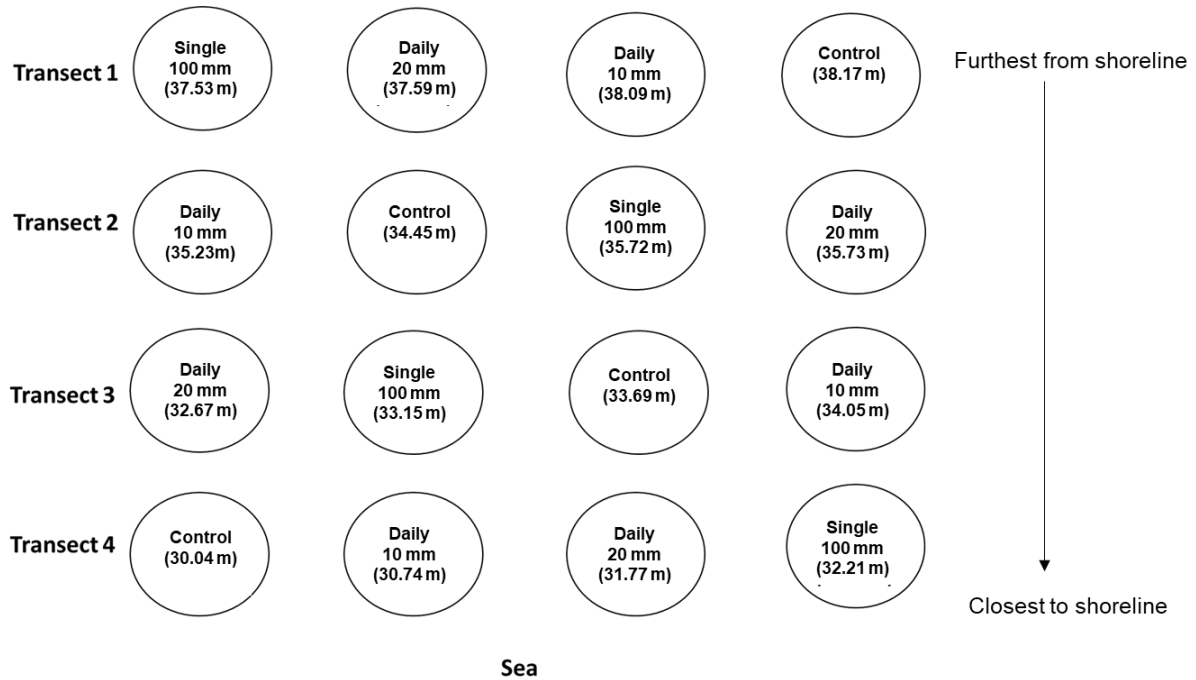 Transect 1
Single
100 mm
(37.53 m)
Daily
20 mm
(37.59 m)
Daily
10 mm
(38.09 m)
Control
(38.17 m)
Furthest from shoreline
Transect 2
Daily
10 mm
(35.23m)
Control
(34.45 m)
Single
100 mm
(35.72 m)
Daily
20 mm
(35.73 m)
Transect 3
Daily
20 mm
(32.67 m)
Single
100 mm
(33.15 m)
Control
(33.69 m)
Daily
10 mm
(34.05 m)
Transect 4
Control
(30.04 m)
Daily
10 mm
(30.74 m)
Daily
20 mm
(31.77 m)
Single
100 mm
(32.21 m)
Closest to shoreline
Sea